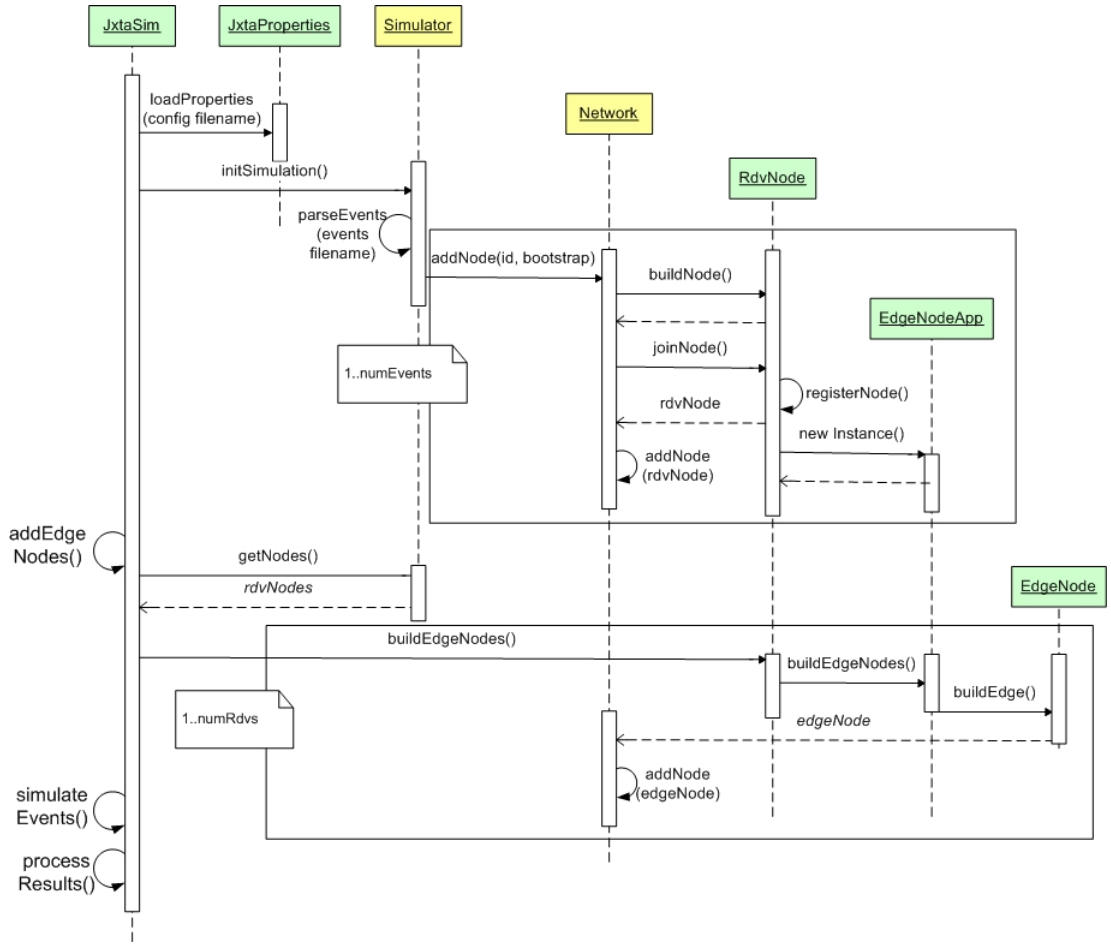 JxtaSim
JxtaProperties
Simulator
loadProperties
(config filename)
Network
initSimulation()
RdvNode
parseEvents
(events
filename)
addNode(id, bootstrap)
buildNode()
EdgeNodeApp
joinNode()
1..numEvents
registerNode()
rdvNode
new Instance()
addNode
(rdvNode)
addEdge
Nodes()
getNodes()
rdvNodes
EdgeNode
buildEdgeNodes()
buildEdgeNodes()
buildEdge()
1..numRdvs
edgeNode
addNode
(edgeNode)
simulate
Events()
process
Results()